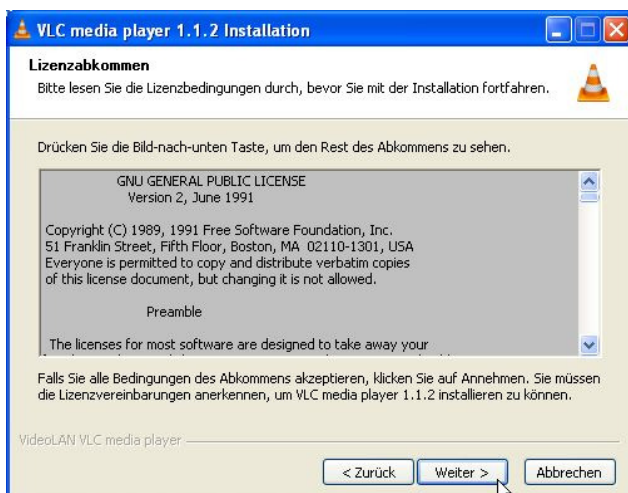 VLC media player 1.1.2 Installation
Lizenzabkommen
Bitte lesen Sie die Lizenzbedingungen durch, bevor Sie mit der Installation fortfahren.
Drücken Sie die Bild-nach-unten Taste, um den Rest des Abkommens zu sehen.
GNU GENERAL PUBLIC LICENSE
Version 2, June 1991
Copyright (C) 1989, 1991 Free Software Foundation, Inc.
51 Franklin Street, Fifth Floor, Boston, MA 02110-1301, USA
Everyone is permitted to copy and distribute verbatim copies
of this license document, but changing it is not allowed.
Preamble
The licenses for most software are designed to take away your
Falls Sie alle Bedingungen des Abkommens akzeptieren, klicken Sie auf Annehmen. Sie müssen
die Lizenzvereinbarungen anerkennen, um VLC media player 1.1.2 installieren zu können.
VideoLAN VLC media player
< Zurück
Weiter >
Abbrechen